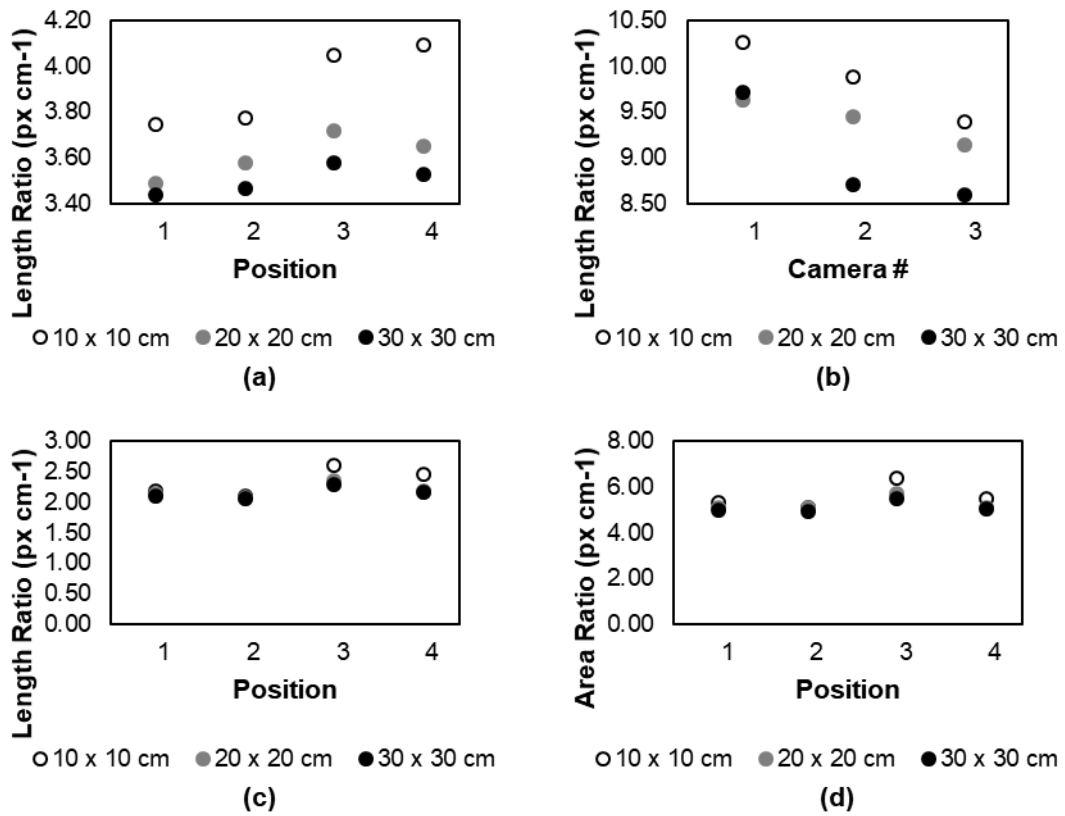 4.20
4.00
3.80
3.60
3.40
Length Ratio (px cm-1)
1 2 3 4
Position
○ 10 x 10 cm ● 20 x 20 cm ● 30 x 30 cm
(a)
10.50
10.00
9.50
9.00
8.50
Length Ratio (px cm-1)
1 2 3
Camera #
○ 10 x 10 cm ● 20 x 20 cm ● 30 x 30 cm
(b)
3.00
2.50
2.00
1.50
1.00
0.50
0.00
Length Ratio (px cm-1)
1 2 3 4
Position
○ 10 x 10 cm ● 20 x 20 cm ● 30 x 30 cm
(c)
8.00
6.00
4.00
2.00
0.00
Area Ratio (px cm-1)
1 2 3 4
Position
○ 10 x 10 cm ● 20 x 20 cm ● 30 x 30 cm
(d)